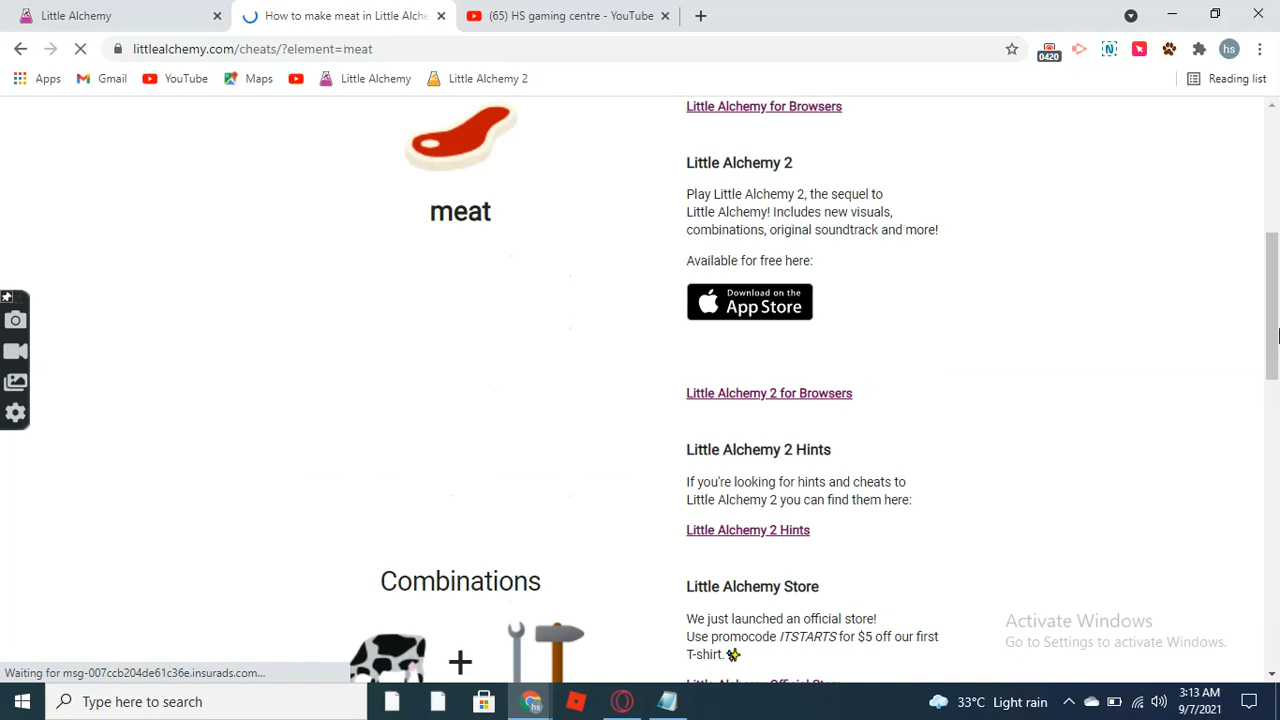 Little Alchemy
How to make meat in Little Alche
(65) HS gaming centre - YouTube
littlealchemy.com/cheats/?element=meat
0420
hs
Apps
Gmail
YouTube
Maps
Little Alchemy
Little Alchemy 2
Reading list
Little Alchemy for Browsers
meat
Little Alchemy 2
Play Little Alchemy 2, the sequel to
Little Alchemy! Includes new visuals,
combinations, original soundtrack and more!
Available for free here:
Download on the
App Store
Little Alchemy 2 for Browsers
Little Alchemy 2 Hints
If you're looking for hints and cheats to
Little Alchemy 2 you can find them here:
Little Alchemy 2 Hints
Combinations
+
Little Alchemy Store
We just launched an official store!
Use promocode ITSTARTS for $5 off our first
T-shirt.✨
Little Alchemy Official Store
Activate Windows
Go to Settings to activate Windows.
Waiting for msg-007ccb204de61c36e.insurads.com...
Type here to search
hs
33°C Light rain
3:13 AM
9/7/2021